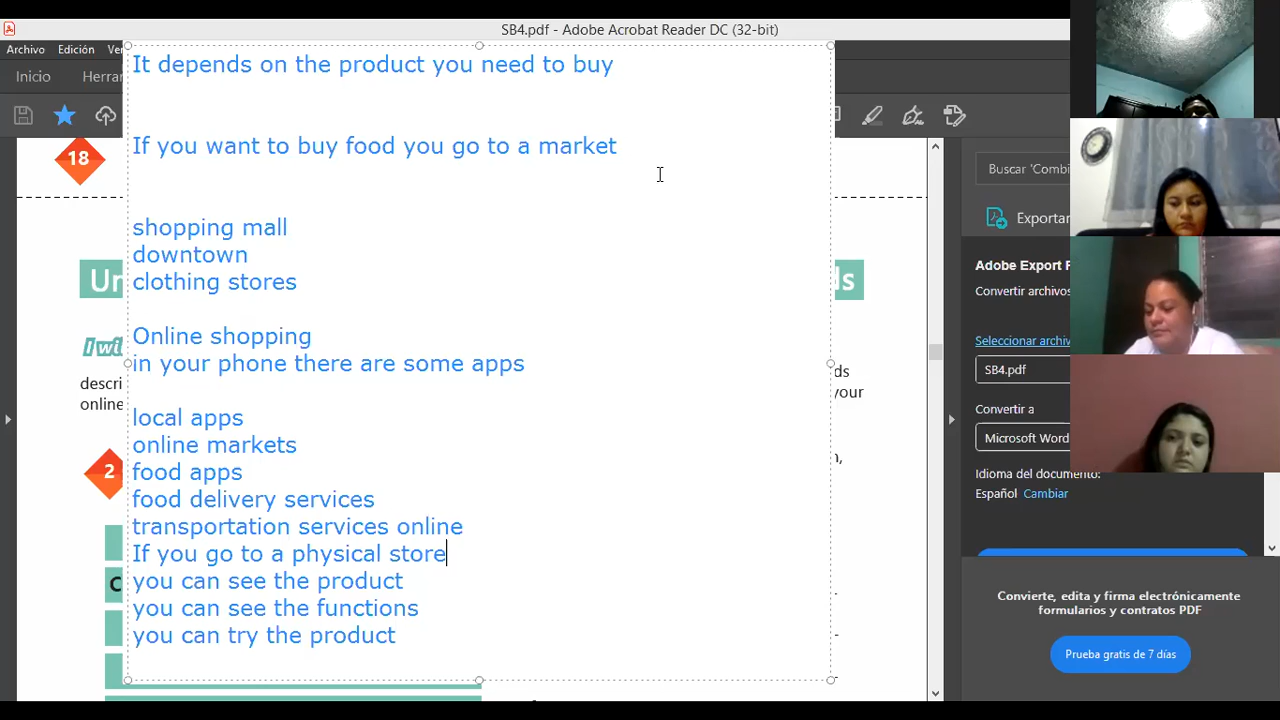 SB4.pdf - Adobe Acrobat Reader DC (32-bit)
Archivo Edición
Inicio
It depends on the product you need to buy
If you want to buy food you go to a market
shopping mall
downtown
clothing stores
Online shopping
in your phone there are some apps
local apps
online markets
food apps
food delivery services
transportation services online
If you go to a physical store
you can see the product
you can see the functions
you can try the product
18
2
Adobe Export
Convertir archivos
Seleccionar archiv
SB4.pdf
Convertir a
Microsoft Word
Idioma del documento:
Español Cambiar
Convierte, edita y firma electrónicamente
formularios y contratos PDF
Prueba gratis de 7 días
Buscar 'Combi
Exportar
your